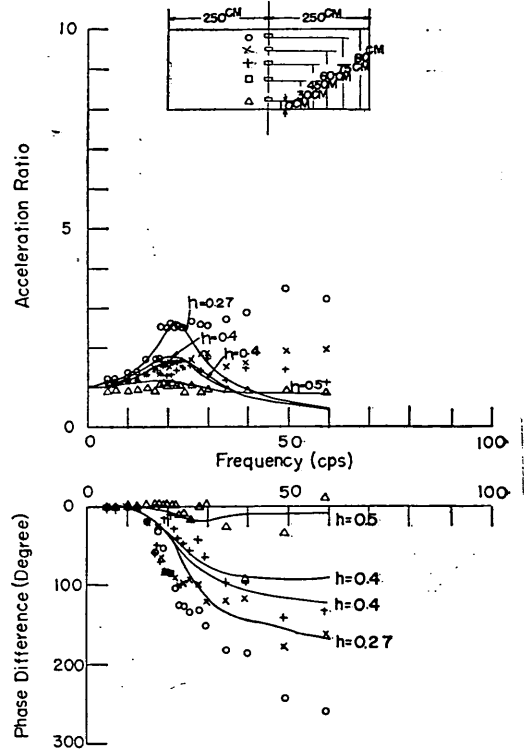 250CM 250CM
80CM
75CM
60CM
45CM
30CM
0CM
10
5
0
Acceleration Ratio
h=0.27
h=0.4
h=0.4
h=0.5
0 50 100
Frequency (cps)
0 50 100
0
100
200
300
Phase Difference (Degree)
h=0.5
h=0.4
h=0.4
h=0.27